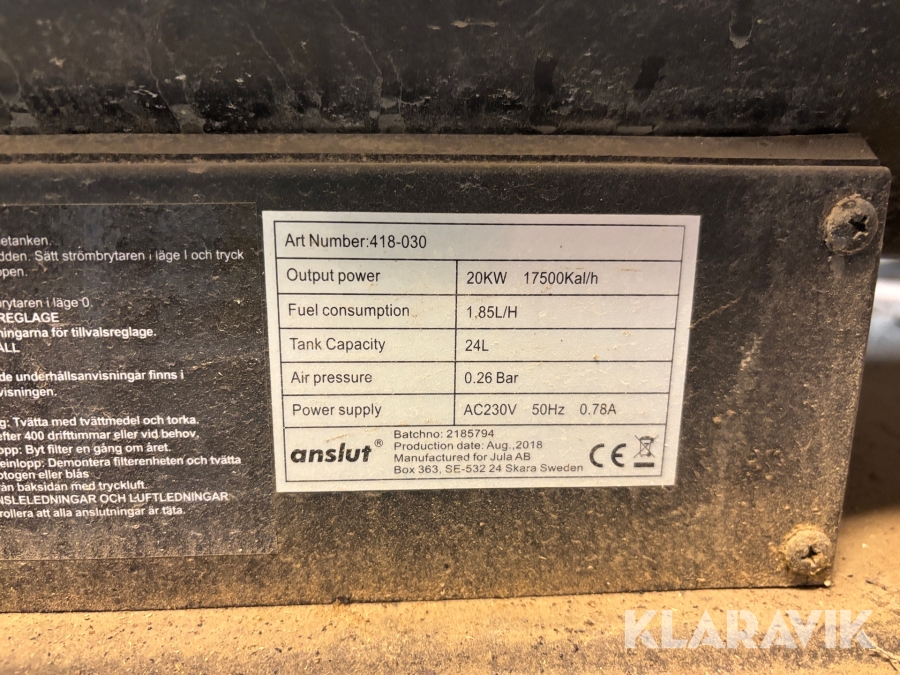 etanken.
dden. Sätt strömbrytaren i läge I och tryck
ppen.
brytaren i läge 0.
REGLAGE
ningarna för tillvalsreglage.
ÅLL
de underhållsanvisningar finns i
visningen.
g: Tvätta med tvättmedel och torka.
efter 400 drifttimmar eller vid behov.
opp: Byt filter en gång om året.
einlopp: Demontera filterenheten och tvätta
otogen eller blås
rån baksidan med tryckluft.
NSLELEDNINGAR OCH LUFTLEDNINGAR
rollera att alla anslutningar är täta.
Art Number:418-030
Output power 20KW 17500Kal/h
Fuel consumption 1.85L/H
Tank Capacity 24L
Air pressure 0.26 Bar
Power supply AC230V 50Hz 0.78A
anslut®
Batchno: 2185794
Production date: Aug.,2018
Manufactured for Jula AB
Box 363, SE-532 24 Skara Sweden
CE
KLARAVIK